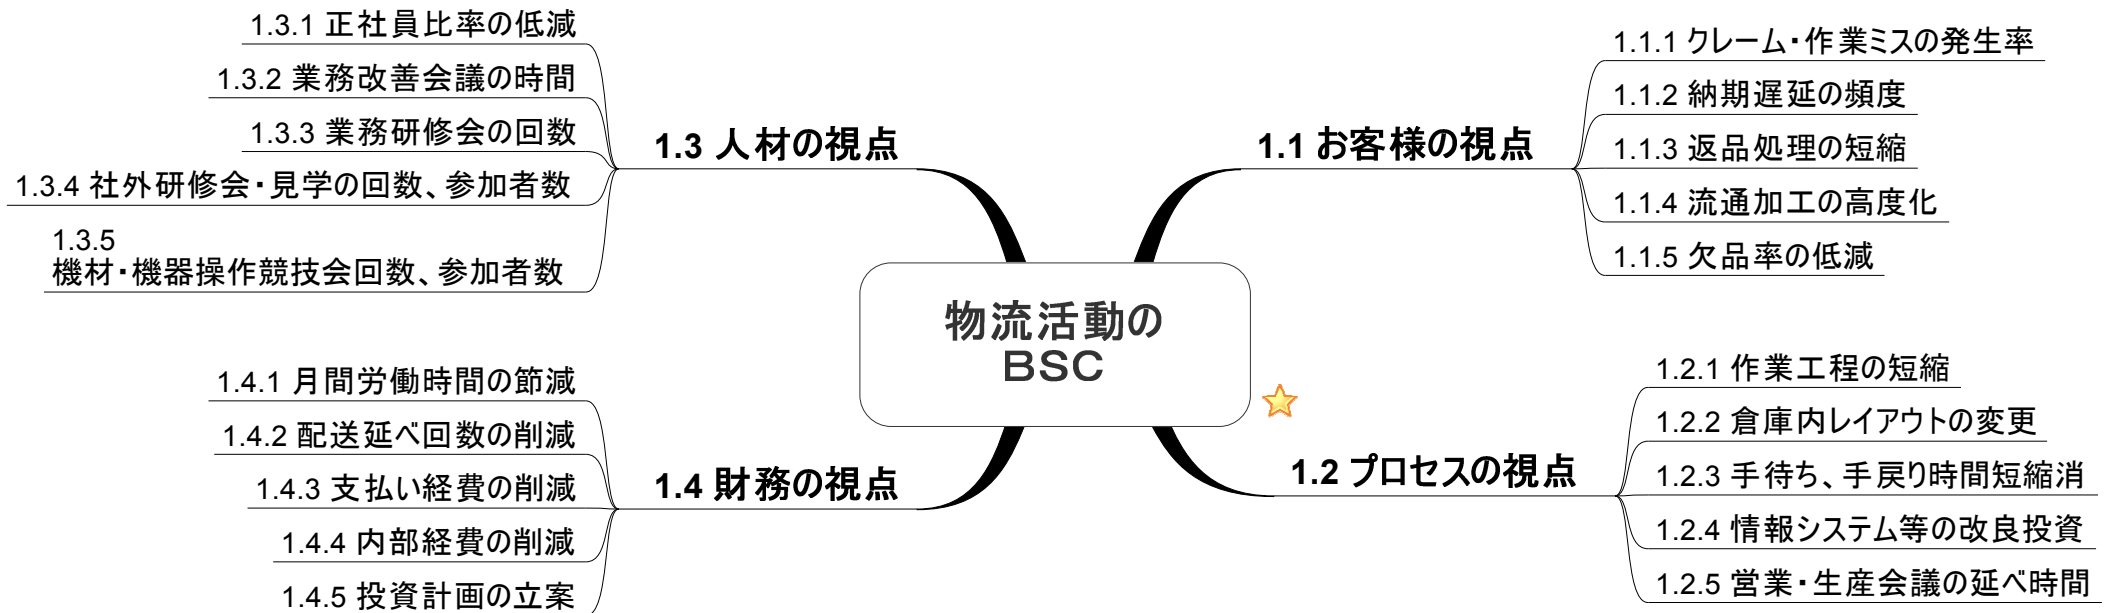 物流活動の
BSC
1.1 お客様の視点
1.1.1 クレーム・作業ミスの発生率
1.1.2 納期遅延の頻度
1.1.3 返品処理の短縮
1.1.4 流通加工の高度化
1.1.5 欠品率の低減
1.2 プロセスの視点
1.2.1 作業工程の短縮
1.2.2 倉庫内レイアウトの変更
1.2.3 手待ち、手戻り時間短縮消
1.2.4 情報システム等の改良投資
1.2.5 営業・生産会議の延べ時間
1.3 人材の視点
1.3.1 正社員比率の低減
1.3.2 業務改善会議の時間
1.3.3 業務研修会の回数
1.3.4 社外研修会・見学の回数、参加者数
1.3.5
機材・機器操作競技会回数、参加者数
1.4 財務の視点
1.4.1 月間労働時間の節減
1.4.2 配送延べ回数の削減
1.4.3 支払い経費の削減
1.4.4 内部経費の削減
1.4.5 投資計画の立案